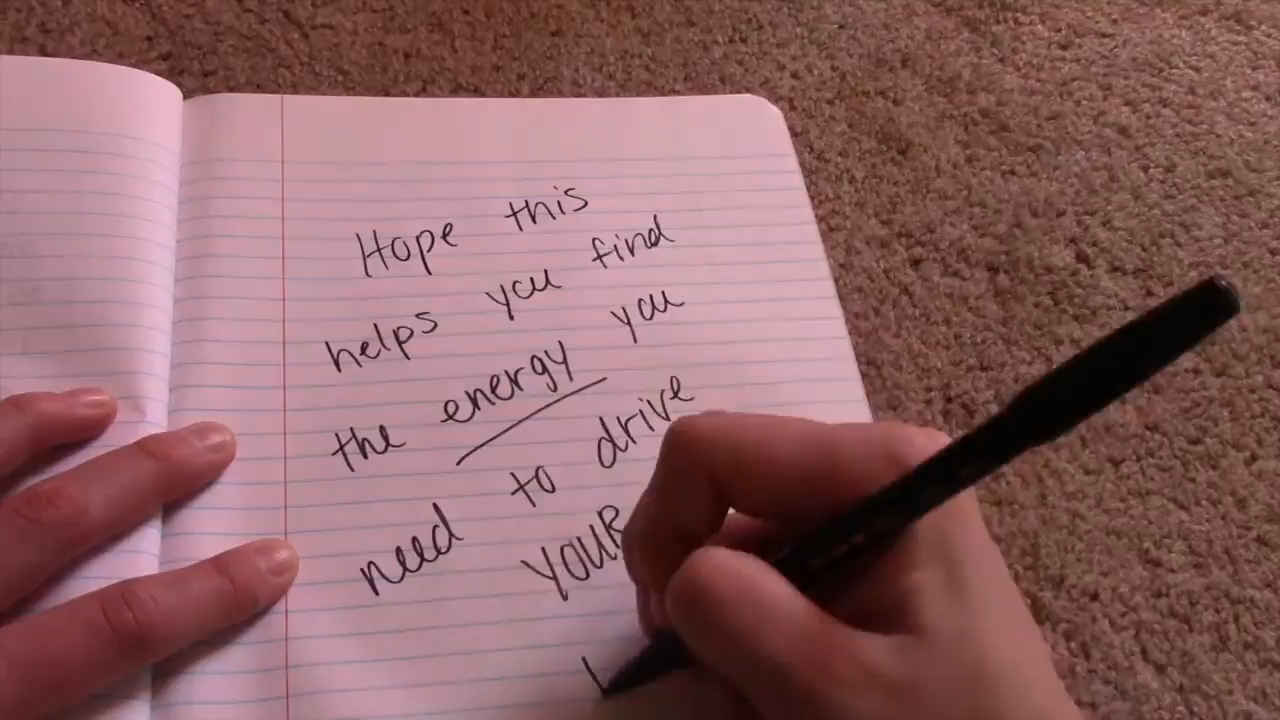 Hope this
helps you find
the energy you
need to drive
YOUR